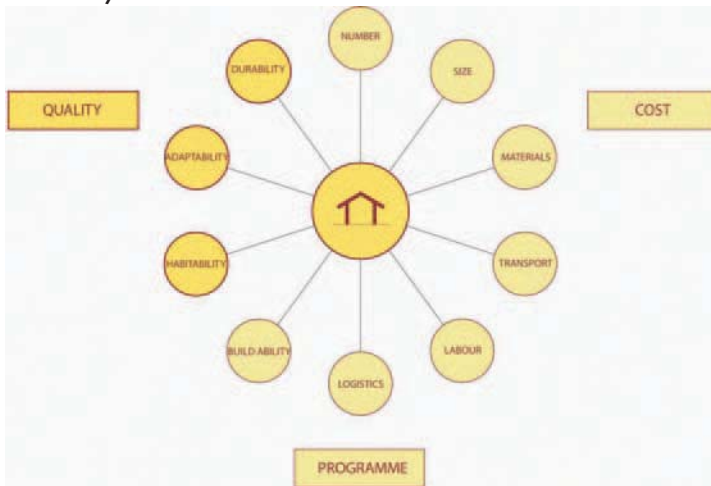 NUMBER
DURABILITY
SIZE
QUALITY
COST
ADAPTABILITY
MATERIALS
HABITABILITY
TRANSPORT
BUILD ABILITY
LABOUR
LOGISTICS
PROGRAMME